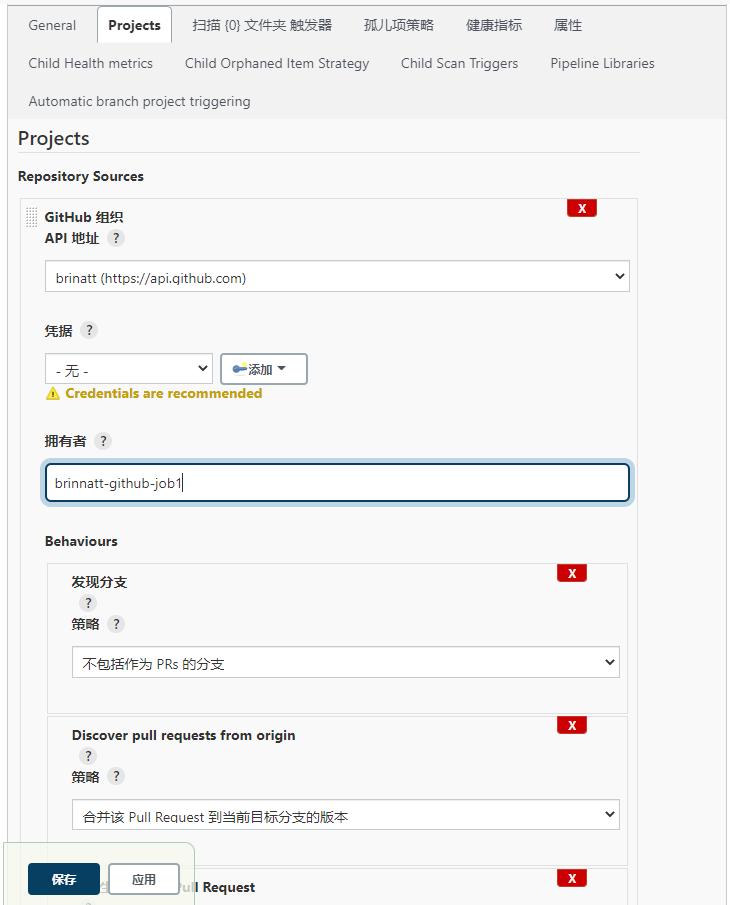 General Projects 扫描 {0} 文件夹 触发器 孤儿项策略 健康指标 属性
Child Health metrics Child Orphaned Item Strategy Child Scan Triggers Pipeline Libraries
Automatic branch project triggering
Projects
Repository Sources
X
GitHub 组织
API 地址 ?
brinatt (https://api.github.com)
凭据 ?
- 无 - 添加
Credentials are recommended
拥有者 ?
brinnatt-github-job1
Behaviours
X
发现分支
?
策略 ?
不包括作为 PRs 的分支
X
Discover pull requests from origin
?
策略 ?
合并该 Pull Request 到当前目标分支的版本
X
保存 应用 Pull Request